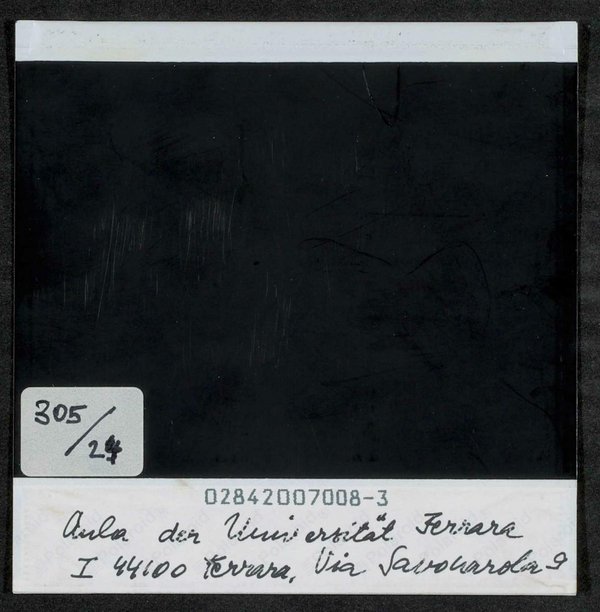 305/24
02842007008-3
Aula der Universität Ferrara
I 44100 Ferrara, Via Savonarola 9